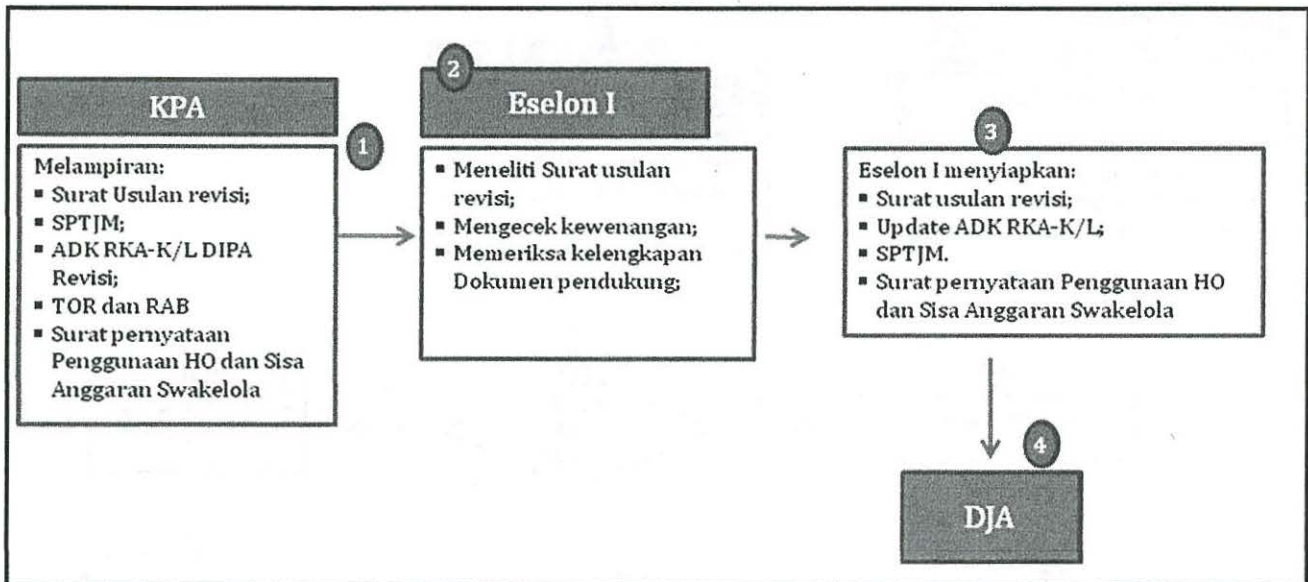 KPA
Melampiran:
▪ Surat Usulan revisi;
▪ SPTJM;
▪ ADK RKA-K/L DIPA
Revisi;
▪ TOR dan RAB
▪ Surat pernyataan
Penggunaan HO dan Sisa
Anggaran Swakelola
1
2
Eselon I
▪ Meneliti Surat usulan
revisi;
▪ Mengecek kewenangan;
▪ Memeriksa kelengkapan
Dokumen pendukung;
3
Eselon I menyiapkan:
▪ Surat usulan revisi;
▪ Update ADK RKA-K/L;
▪ SPTJM.
▪ Surat pernyataan Penggunaan HO
dan Sisa Anggaran Swakelola
4
DJA